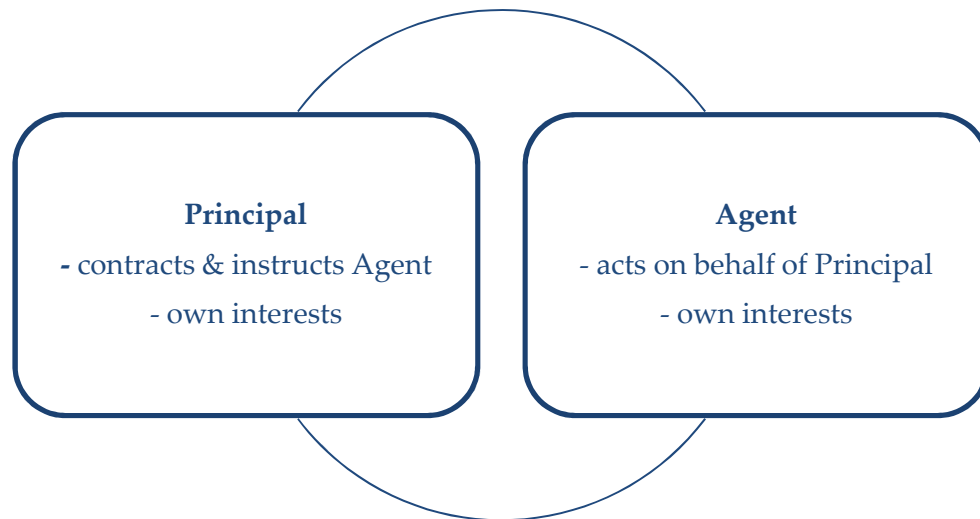 Principal
- contracts & instructs Agent
- own interests
Agent
- acts on behalf of Principal
- own interests